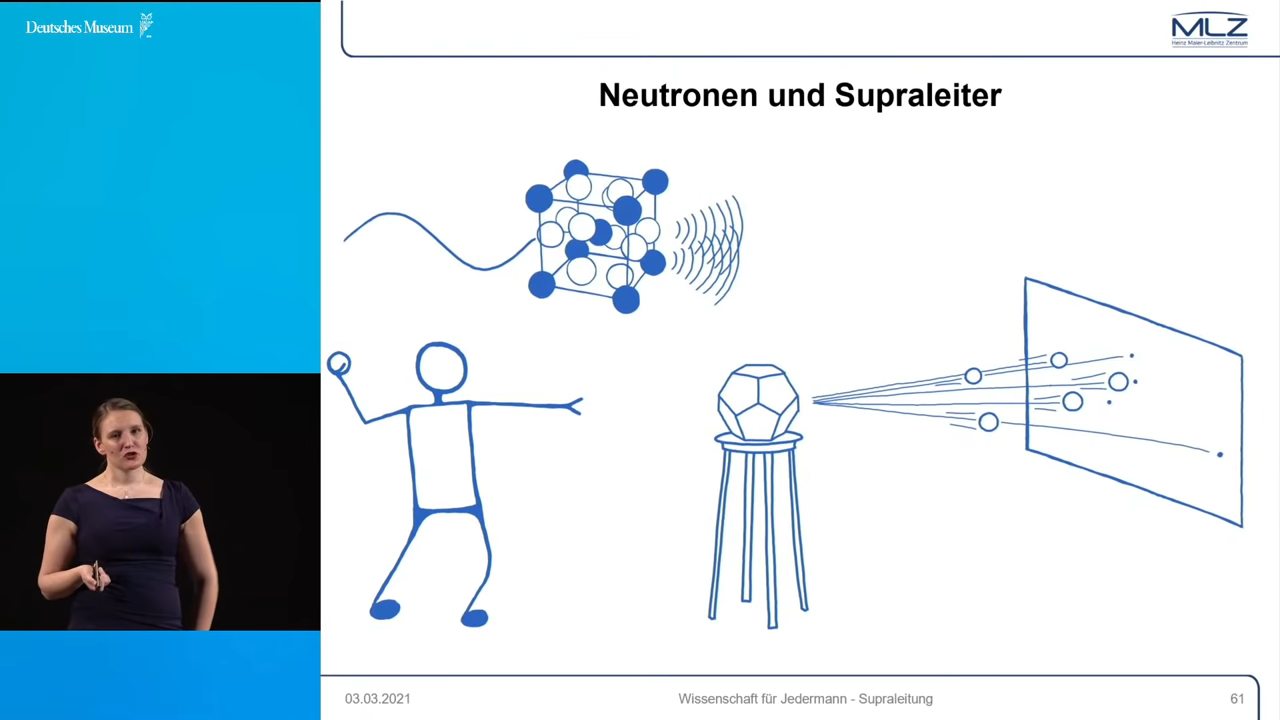 Deutsches Museum
MLZ
Heinz Maier-Leibnitz Zentrum
Neutronen und Supraleiter
03.03.2021
Wissenschaft für Jedermann - Supraleitung
61